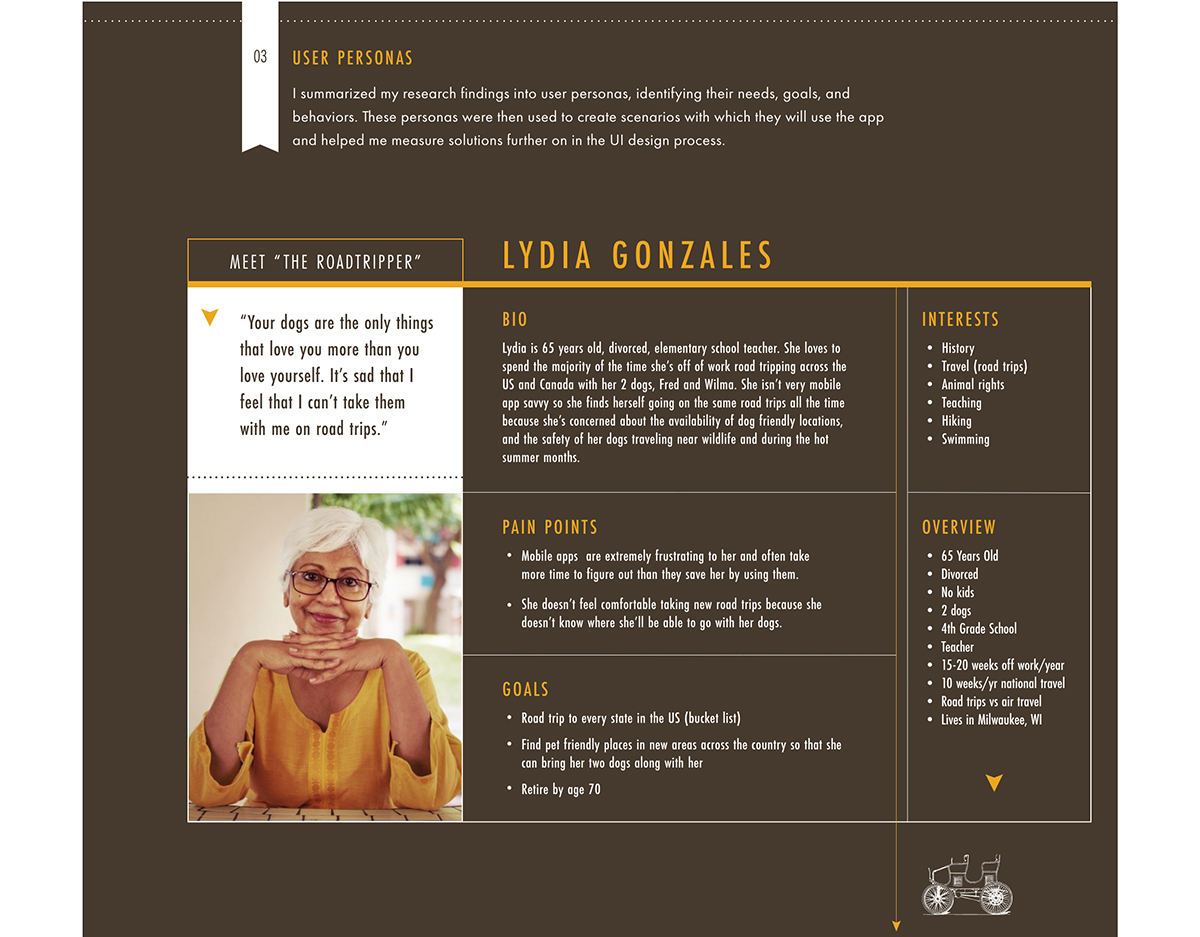 03
USER PERSONAS
I summarized my research findings into user personas, identifying their needs, goals, and
behaviors. These personas were then used to create scenarios with which they will use the app
and helped me measure solutions further on in the UI design process.
MEET “THE ROADTRIPPER”
LYDIA GONZALES
“Your dogs are the only things
that love you more than you
love yourself. It’s sad that I
feel that I can’t take them
with me on road trips.”
BIO
Lydia is 65 years old, divorced, elementary school teacher. She loves to
spend the majority of the time she’s off of work road tripping across the
US and Canada with her 2 dogs, Fred and Wilma. She isn’t very mobile
app savvy so she finds herself going on the same road trips all the time
because she’s concerned about the availability of dog friendly locations,
and the safety of her dogs traveling near wildlife and during the hot
summer months.
PAIN POINTS
• Mobile apps  are extremely frustrating to her and often take
more time to figure out than they save her by using them.
• She doesn’t feel comfortable taking new road trips because she
doesn’t know where she’ll be able to go with her dogs.
GOALS
• Road trip to every state in the US (bucket list)
• Find pet friendly places in new areas across the country so that she
can bring her two dogs along with her
• Retire by age 70
INTERESTS
• History
• Travel (road trips)
• Animal rights
• Teaching
• Hiking
• Swimming
OVERVIEW
• 65 Years Old
• Divorced
• No kids
• 2 dogs
• 4th Grade School
• Teacher
• 15-20 weeks off work/year
• 10 weeks/yr national travel
• Road trips vs air travel
• Lives in Milwaukee, WI